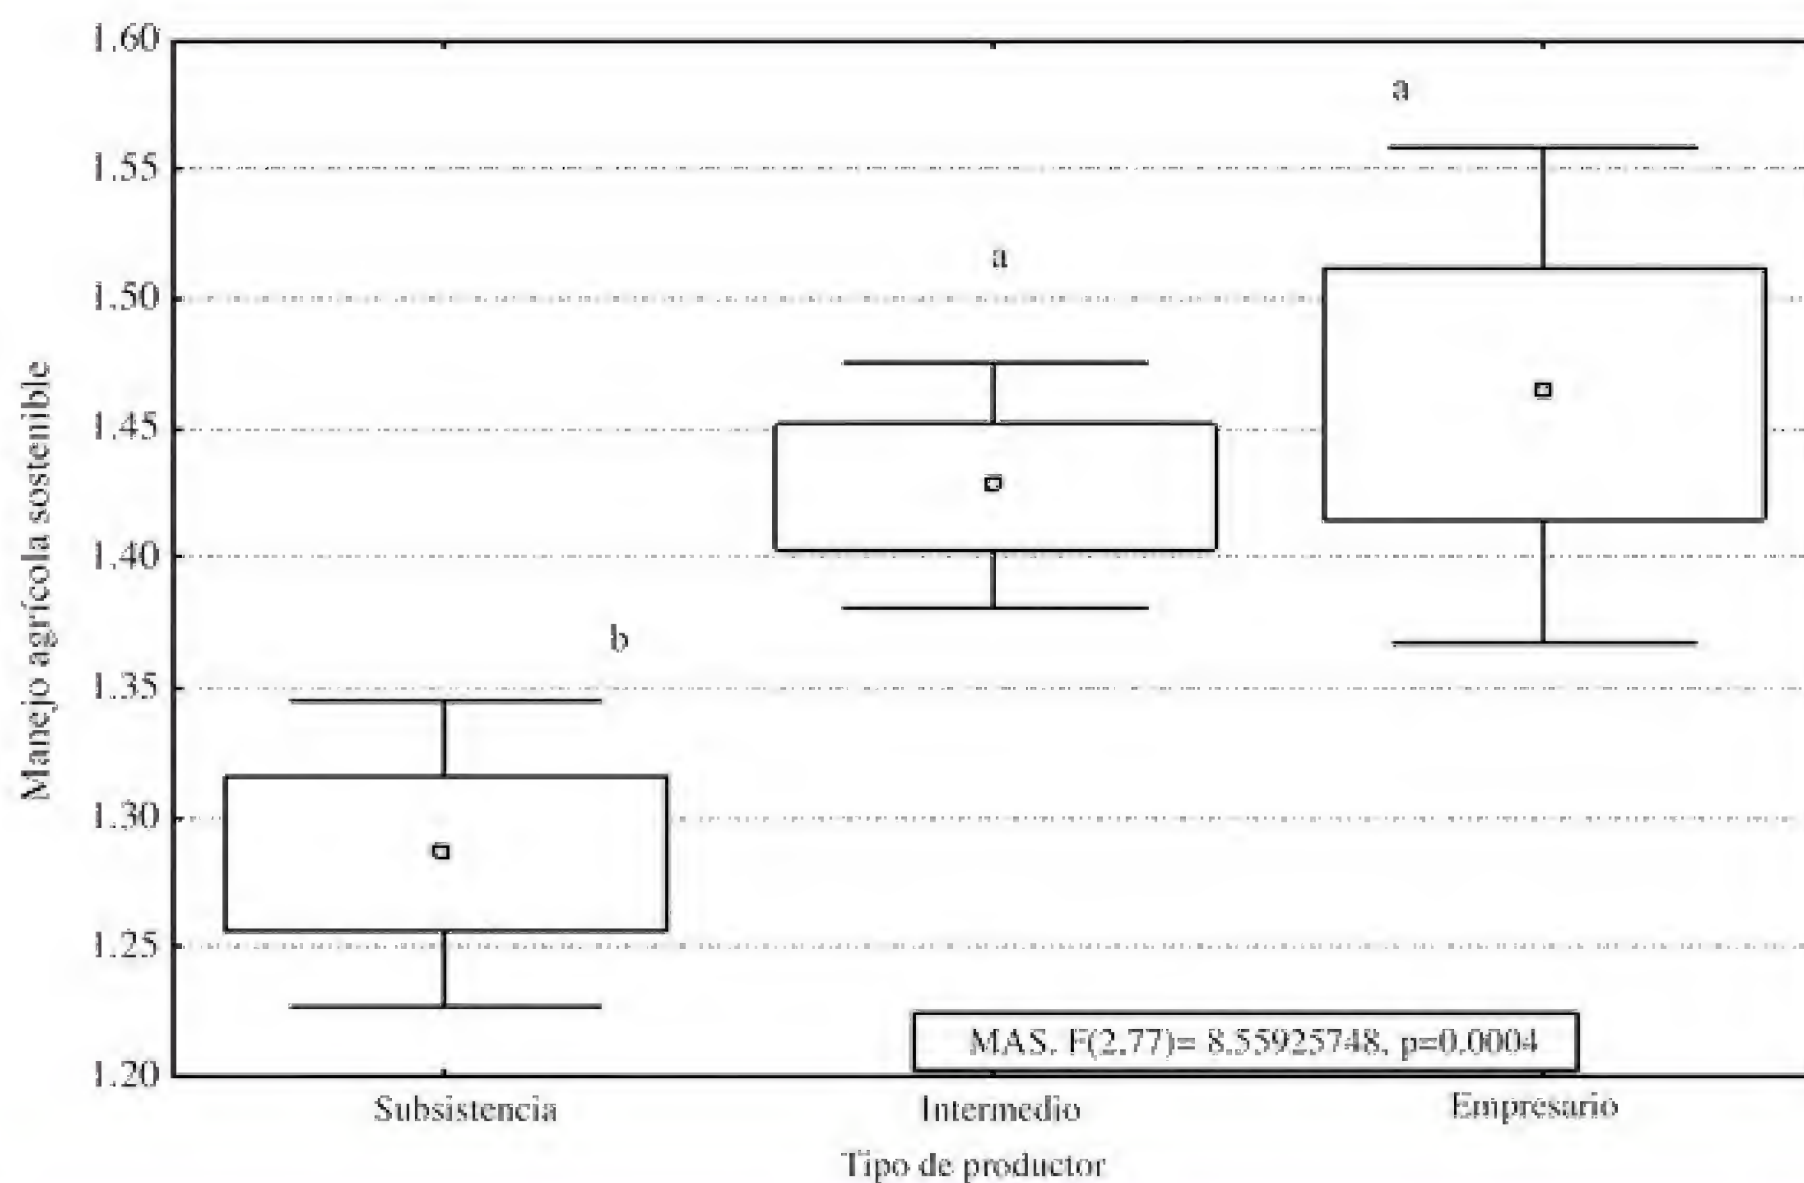 1.60
1.55
1.50
1.45
1.40
1.35
1.30
1.25
1.20
Manejo agrícola sostenible
a
a
b
MAS. F(2.77)= 8.55925748, p=0.0004
Subsistencia
Intermedio
Empresario
Tipo de productor